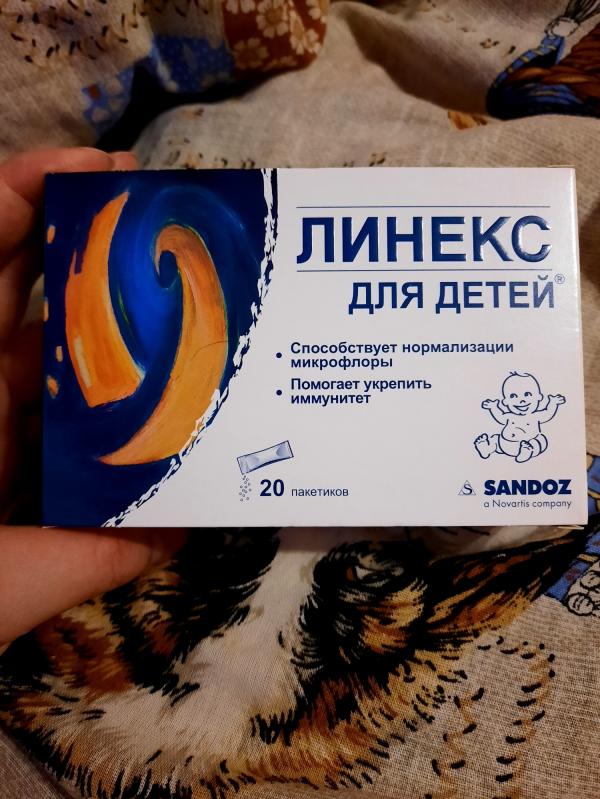 ЛИНЕКС
ДЛЯ ДЕТЕЙ®
• Способствует нормализации
микрофлоры
• Помогает укрепить
иммунитет
20 пакетиков
S SANDOZ
a Novartis company